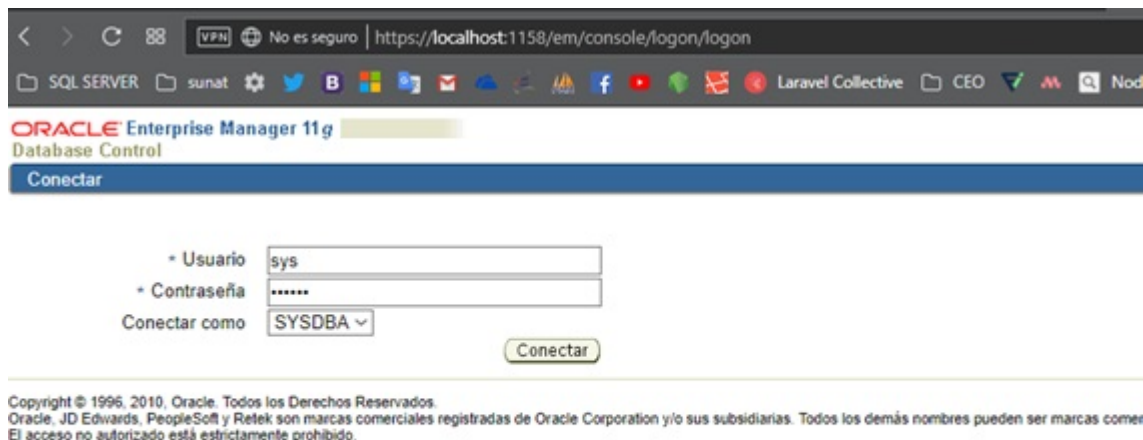 VPN No es seguro | https://localhost:1158/em/console/logon/logon
SQL SERVER sunat B Laravel Collective CEO Nod
ORACLE Enterprise Manager 11g
Database Control
Conectar
* Usuario sys
* Contraseña ••••••
Conectar como SYSDBA
Conectar
Copyright © 1996, 2010, Oracle. Todos los Derechos Reservados.
Oracle, JD Edwards, PeopleSoft y Retek son marcas comerciales registradas de Oracle Corporation y/o sus subsidiarias. Todos los demás nombres pueden ser marcas come
El acceso no autorizado está estrictamente prohibido.